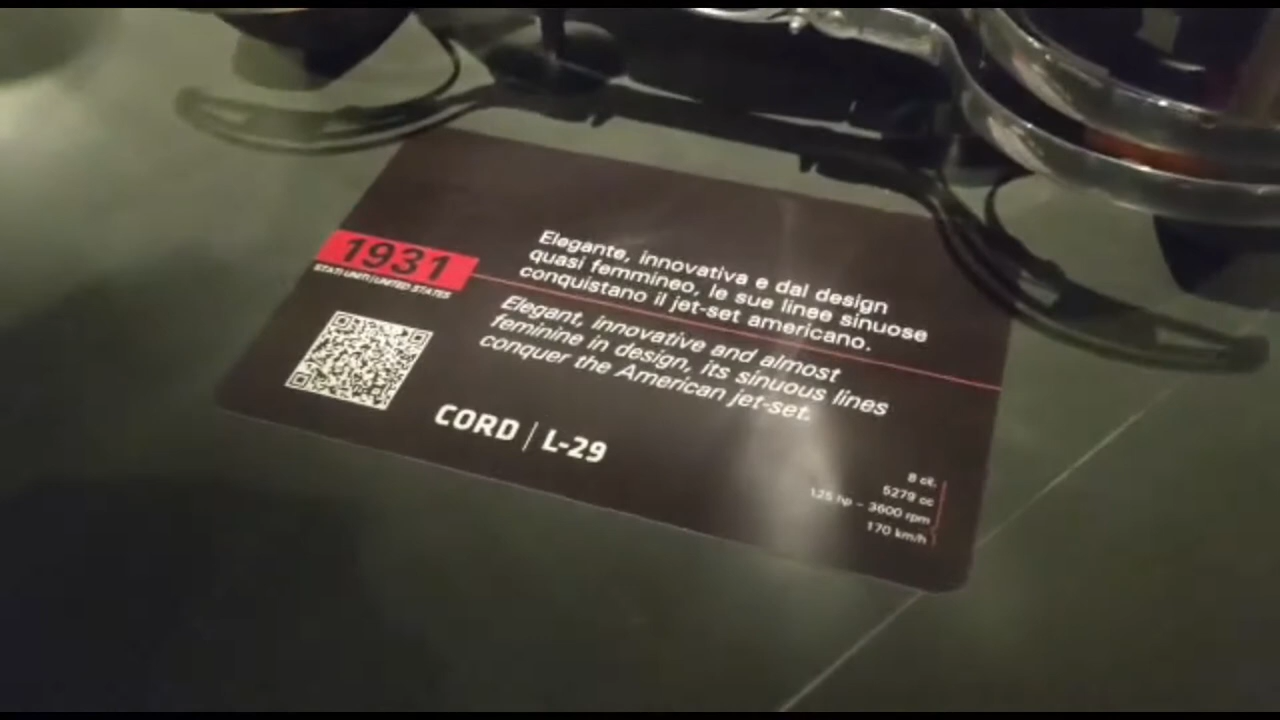 1931
STATI UNITI/UNITED STATES
Elegante, innovativa e dal design
quasi femmineo, le sue linee sinuose
conquistano il jet-set americano.
Elegant, innovative and almost
feminine in design, its sinuous lines
conquer the American jet-set.
CORD | L-29
8 cil.
5279 cc
125 hp - 3600 rpm
170 km/h